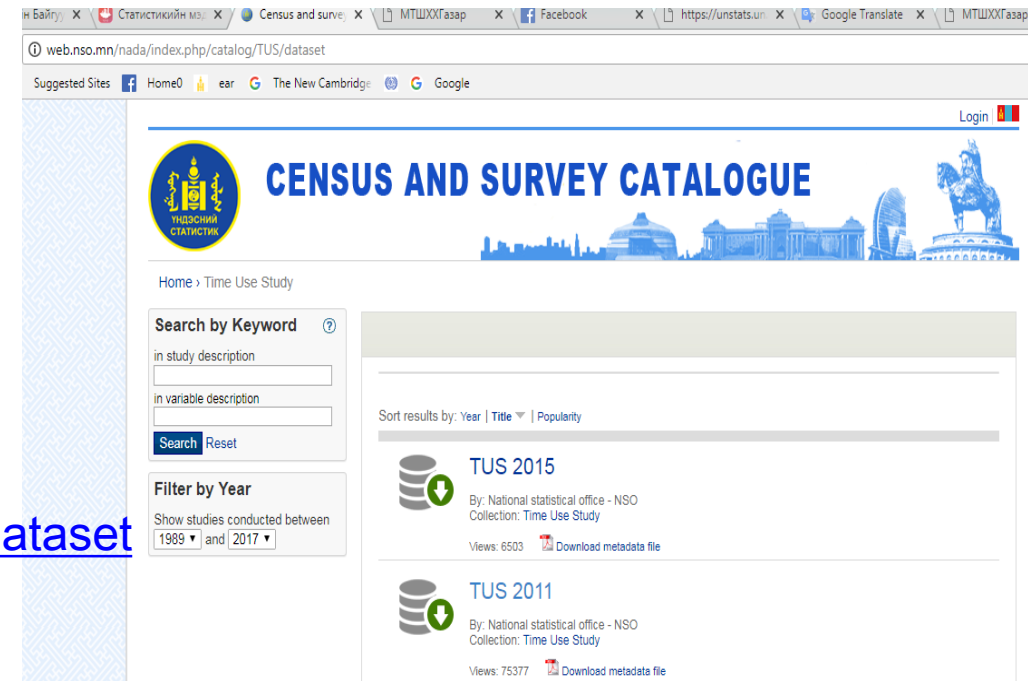 н Байгуу Статистикийн мэд Census and survey МТШХХГазар Facebook https://unstats.un. Google Translate МТШХХГазар
web.nso.mn/nada/index.php/catalog/TUS/dataset
Suggested Sites Home0 ear The New Cambridge Google
Login
CENSUS AND SURVEY CATALOGUE
ҮНДЭСНИЙ
СТАТИСТИК
Home › Time Use Study
Search by Keyword ?
in study description
in variable description
Search Reset
Filter by Year
Show studies conducted between
1989 and 2017
ataset
Sort results by: Year | Title | Popularity
TUS 2015
By: National statistical office - NSO
Collection: Time Use Study
Views: 6503 Download metadata file
TUS 2011
By: National statistical office - NSO
Collection: Time Use Study
Views: 75377 Download metadata file